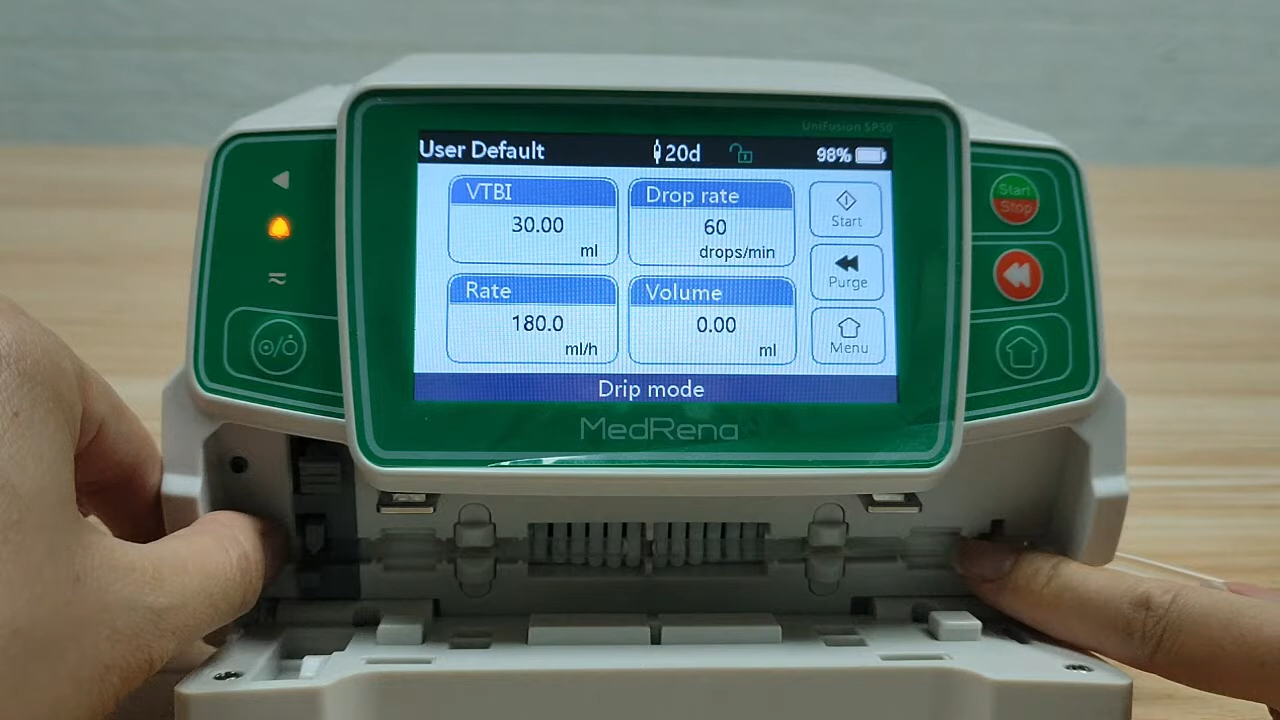 UniFusion SP50
User Default
20d
98%
VTBI
30.00
ml
Drop rate
60
drops/min
Start
Rate
180.0
ml/h
Volume
0.00
ml
Purge
Menu
Drip mode
MedRena
Start
Stop